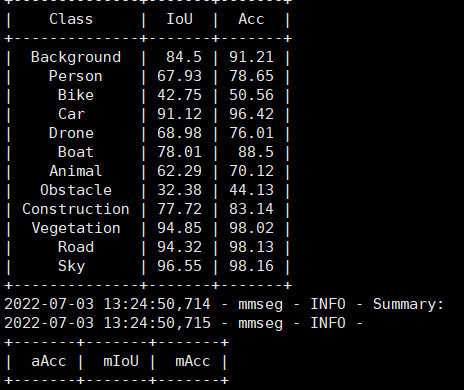 +--------------+-------+-------+
|    Class     |  IoU  |  Acc  |
+--------------+-------+-------+
|  Background  |  84.5 | 91.21 |
|    Person    | 67.93 | 78.65 |
|     Bike     | 42.75 | 50.56 |
|     Car      | 91.12 | 96.42 |
|    Drone     | 68.98 | 76.01 |
|     Boat     | 78.01 |  88.5 |
|    Animal    | 62.29 | 70.12 |
|   Obstacle   | 32.38 | 44.13 |
| Construction | 77.72 | 83.14 |
|  Vegetation  | 94.85 | 98.02 |
|     Road     | 94.32 | 98.13 |
|     Sky      | 96.55 | 98.16 |
+--------------+-------+-------+
2022-07-03 13:24:50,714 - mmseg - INFO - Summary:
2022-07-03 13:24:50,715 - mmseg - INFO -
+-------+-------+-------+
|  aAcc |  mIoU |  mAcc |
+-------+-------+-------+